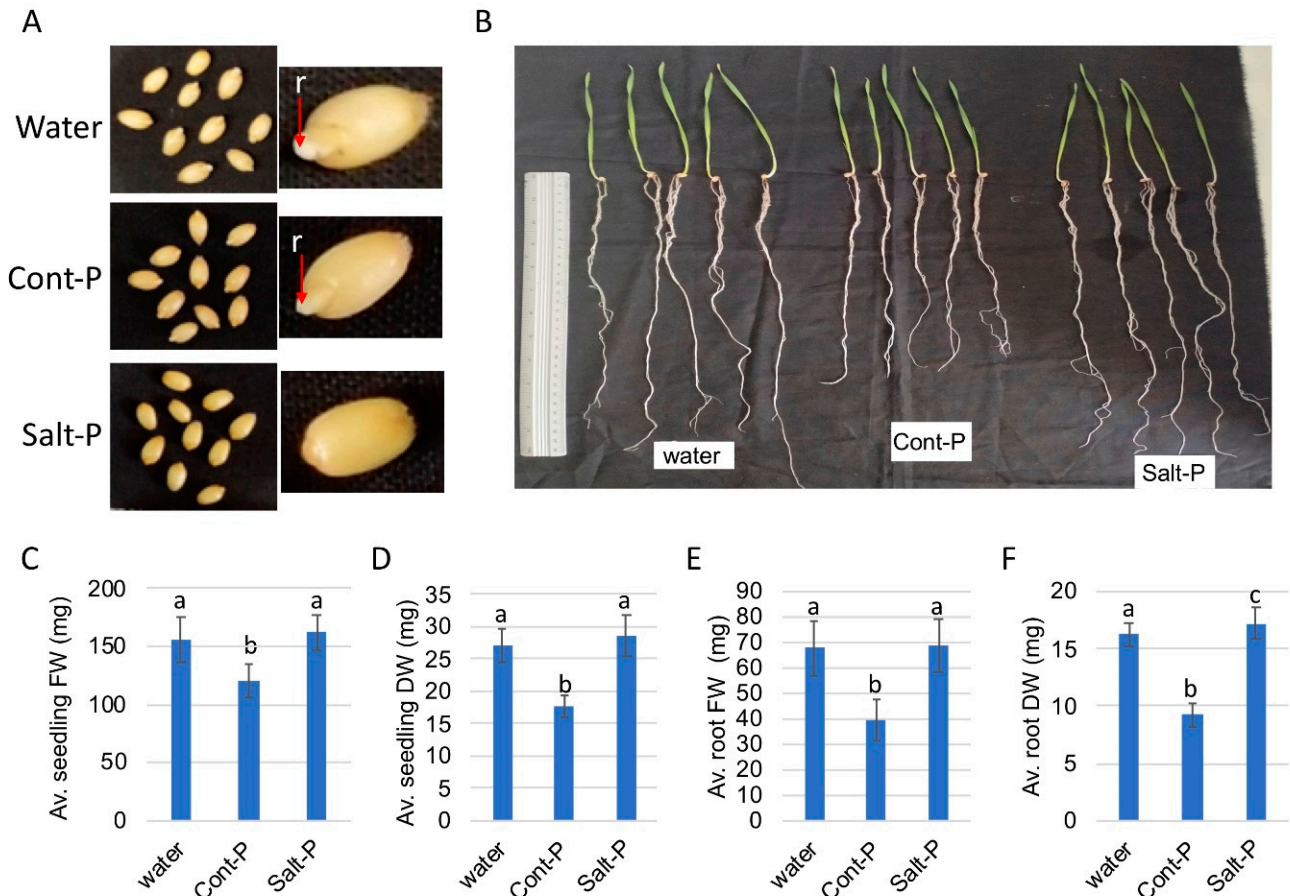 A
B
r
Water
r
Cont-P
Salt-P
water
Cont-P
Salt-P
C
D
E
F
Av. seedling FW (mg)
200
150
100
50
0
a
b
a
water
Cont-P
Salt-P
Av. seedling DW (mg)
35
30
25
20
15
10
5
0
a
b
a
water
Cont-P
Salt-P
Av. root FW (mg)
90
80
70
60
50
40
30
20
10
0
a
b
a
water
Cont-P
Salt-P
Av. root DW (mg)
20
15
10
5
0
a
b
c
water
Cont-P
Salt-P